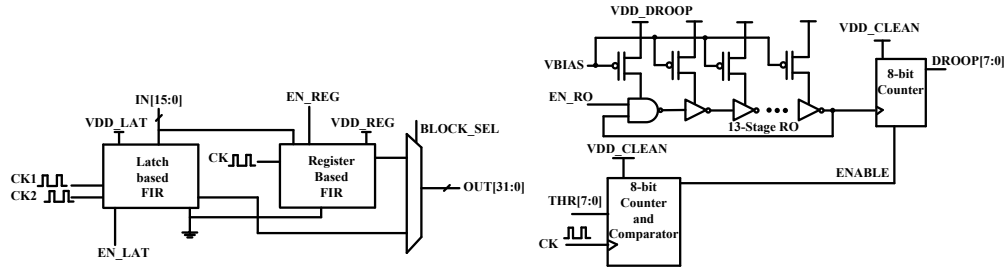 IN[15:0]
EN_REG
VDD_LAT
VDD_REG
BLOCK_SEL
CK
Latch
based
FIR
Register
Based
FIR
CK1
CK2
OUT[31:0]
EN_LAT
VDD_DROOP
VDD_CLEAN
VBIAS
8-bit
Counter
DROOP[7:0]
EN_RO
13-Stage RO
VDD_CLEAN
ENABLE
8-bit
Counter
and
Comparator
THR[7:0]
CK